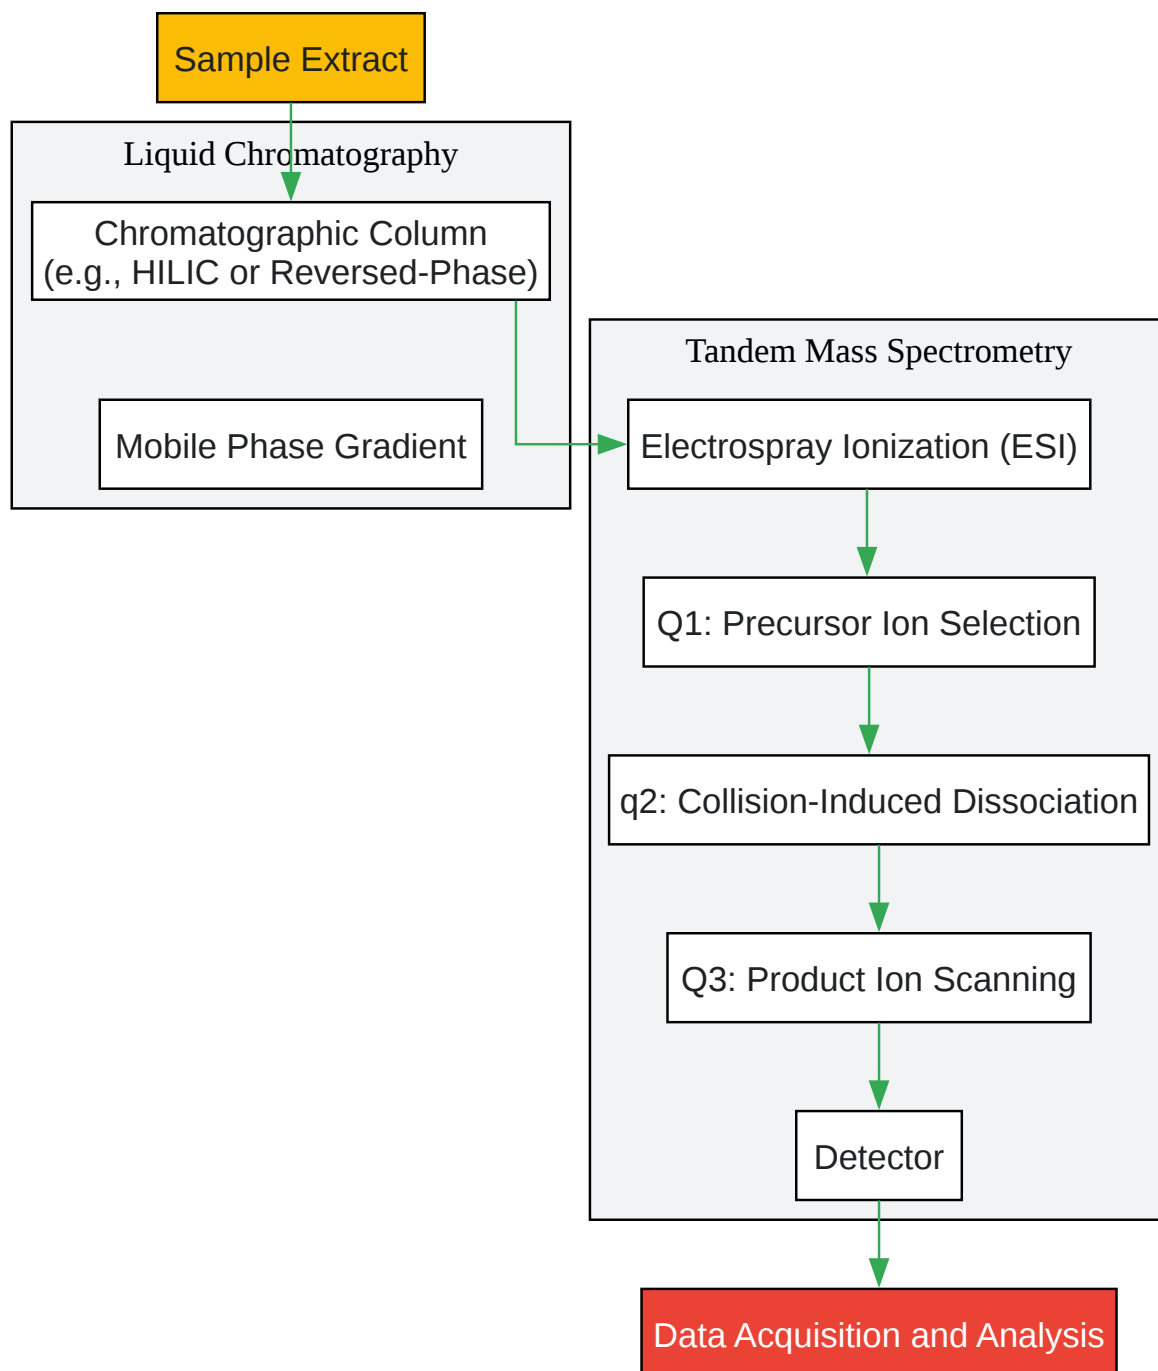 Sample Extract
Liquid Chromatography
Chromatographic Column
(e.g., HILIC or Reversed-Phase)
Mobile Phase Gradient
Tandem Mass Spectrometry
Electrospray Ionization (ESI)
Q1: Precursor Ion Selection
q2: Collision-Induced Dissociation
Q3: Product Ion Scanning
Detector
Data Acquisition and Analysis